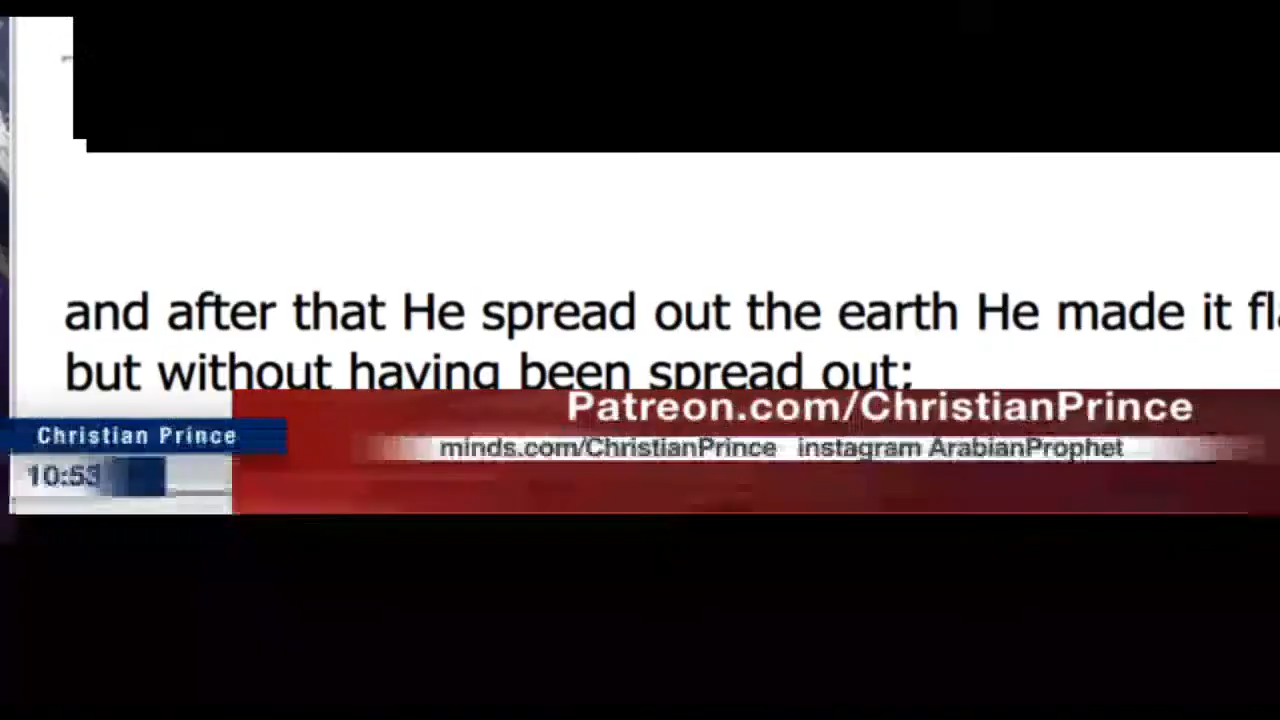 and after that He spread out the earth He made it
but without having been spread out;
Patreon.com/ChristianPrince
Christian Prince
minds.com/ChristianPrince instagram ArabianProphet
10:53